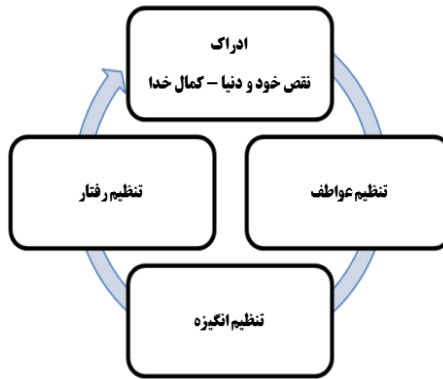 ادراک
نقص خود و دنیا – کمال خدا
تنظیم عواطف
تنظیم رفتار
تنظیم انگیزه